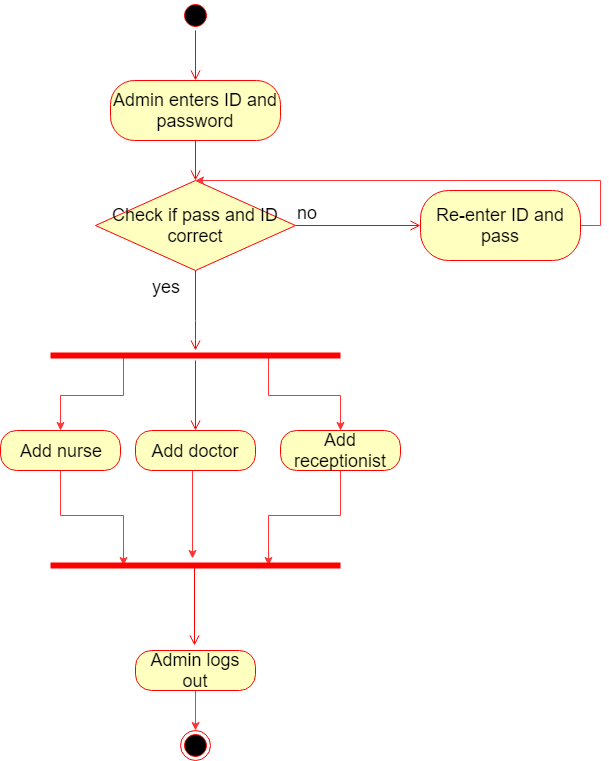 Admin enters ID and
password
Check if pass and ID
correct
no
Re-enter ID and
pass
yes
Add nurse
Add doctor
Add
receptionist
Admin logs
out